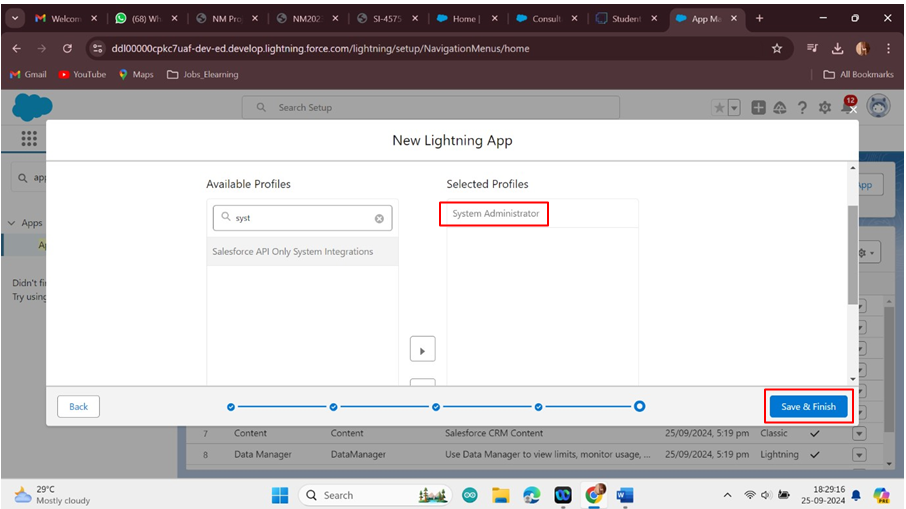 Welcom
(68) Wh
NM Pro
NM202
SI-4575
Home |
Consult
Student
App Ma
ddl00000cpkc7uaf-dev-ed.develop.lightning.force.com/lightning/setup/NavigationMenus/home
Gmail
YouTube
Maps
Jobs_Elearning
All Bookmarks
Search Setup
12
New Lightning App
app
App
Available Profiles
Selected Profiles
syst
System Administrator
Apps
Ap
Salesforce API Only System Integrations
Didn't fi
Try using
Back
Save & Finish
7 Content Content Salesforce CRM Content 25/09/2024, 5:19 pm Classic
8 Data Manager DataManager Use Data Manager to view limits, monitor usage, ... 25/09/2024, 5:19 pm Lightning
29°C
Mostly cloudy
Search
18:29:16
25-09-2024